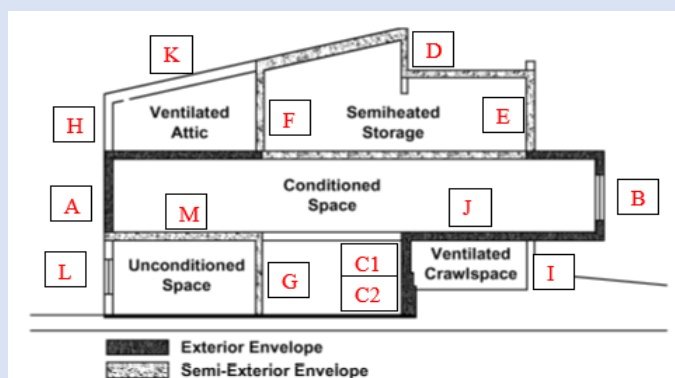 K
D
H
Ventilated
Attic
F
Semiheated
Storage
E
A
Conditioned
Space
B
M
J
L
Unconditioned
Space
G
C1
C2
Ventilated
Crawlspace
I
Exterior Envelope
Semi-Exterior Envelope